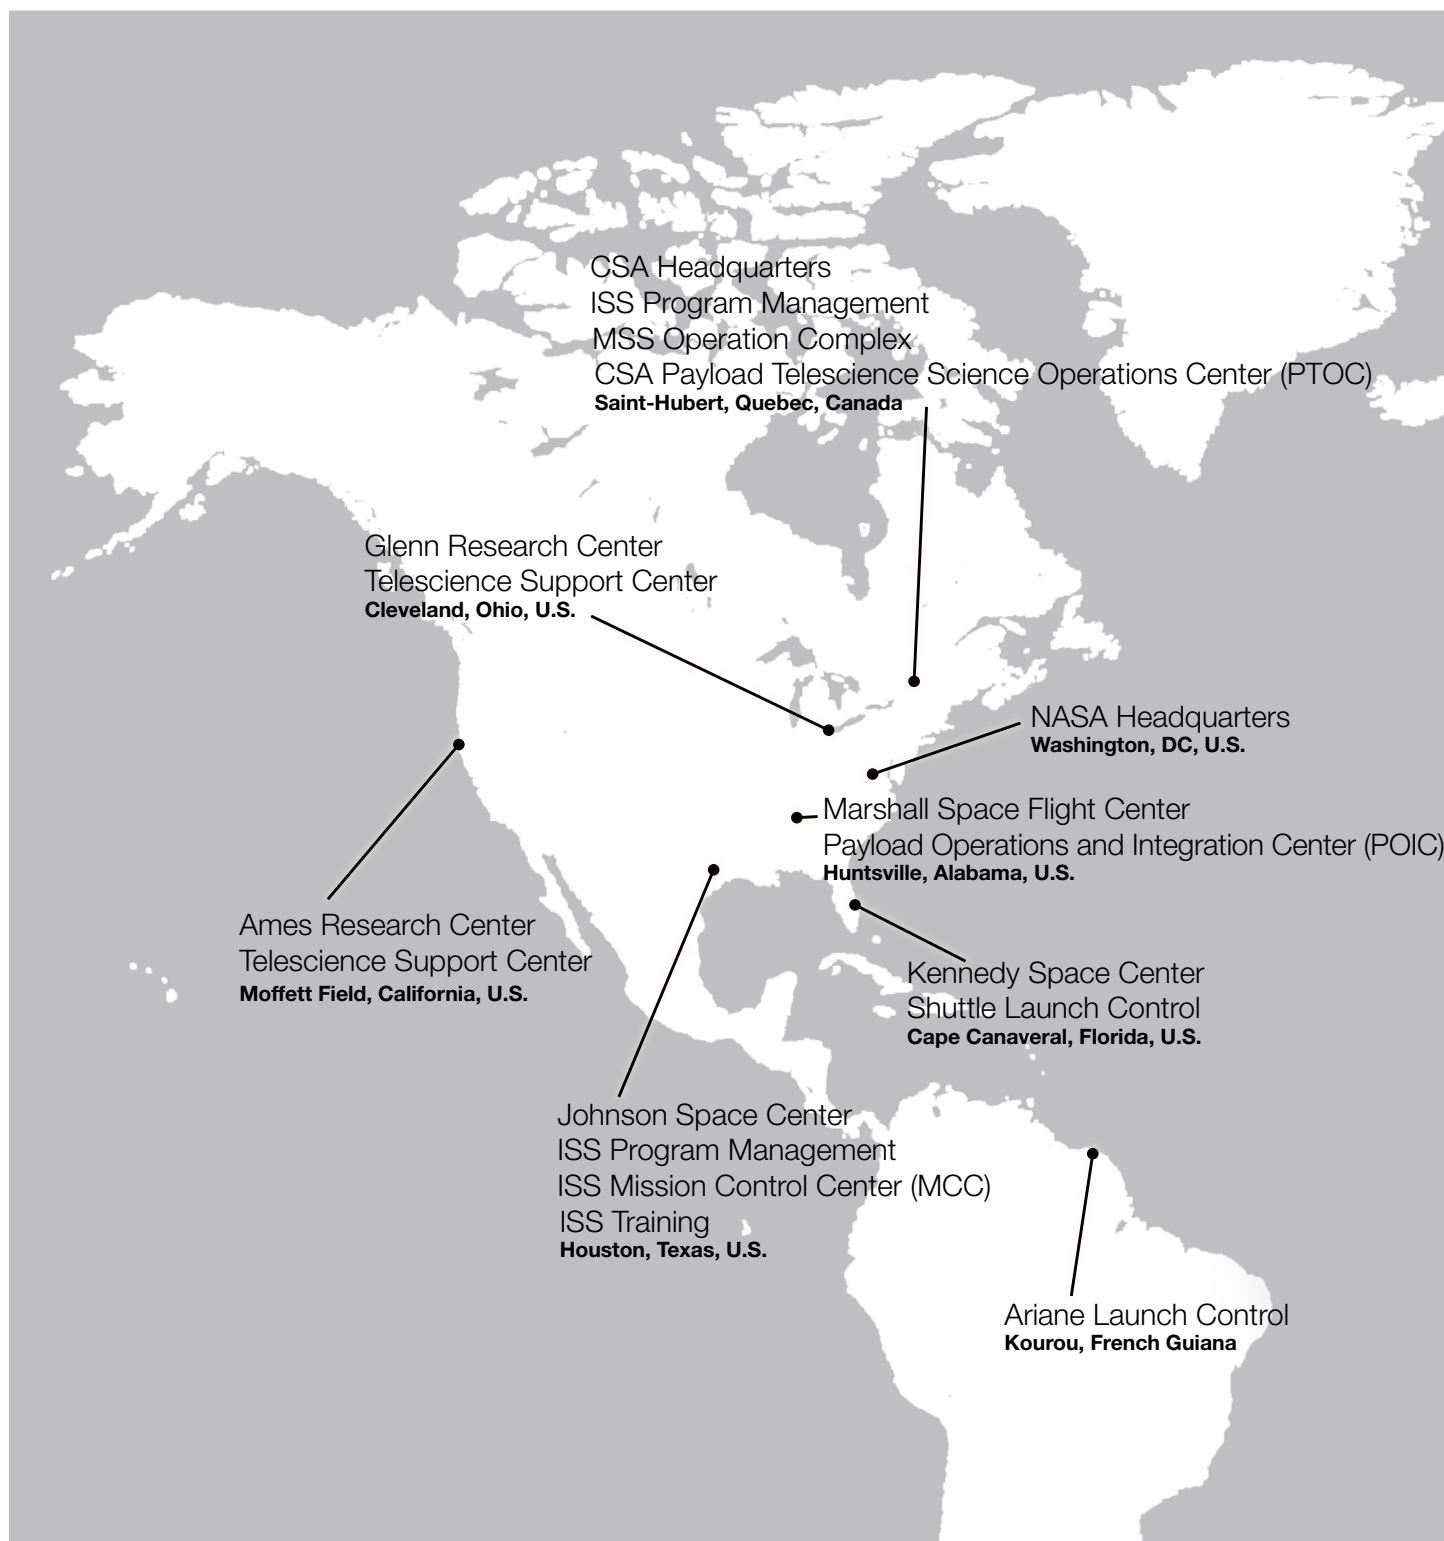 CSA Headquarters
ISS Program Management
MSS Operation Complex
CSA Payload Telescience Science Operations Center (PTOC)
Saint-Hubert, Quebec, Canada
Glenn Research Center
Telescience Support Center
Cleveland, Ohio, U.S.
NASA Headquarters
Washington, DC, U.S.
Marshall Space Flight Center
Payload Operations and Integration Center (POIC)
Huntsville, Alabama, U.S.
Ames Research Center
Telescience Support Center
Moffett Field, California, U.S.
Kennedy Space Center
Shuttle Launch Control
Cape Canaveral, Florida, U.S.
Johnson Space Center
ISS Program Management
ISS Mission Control Center (MCC)
ISS Training
Houston, Texas, U.S.
Ariane Launch Control
Kourou, French Guiana